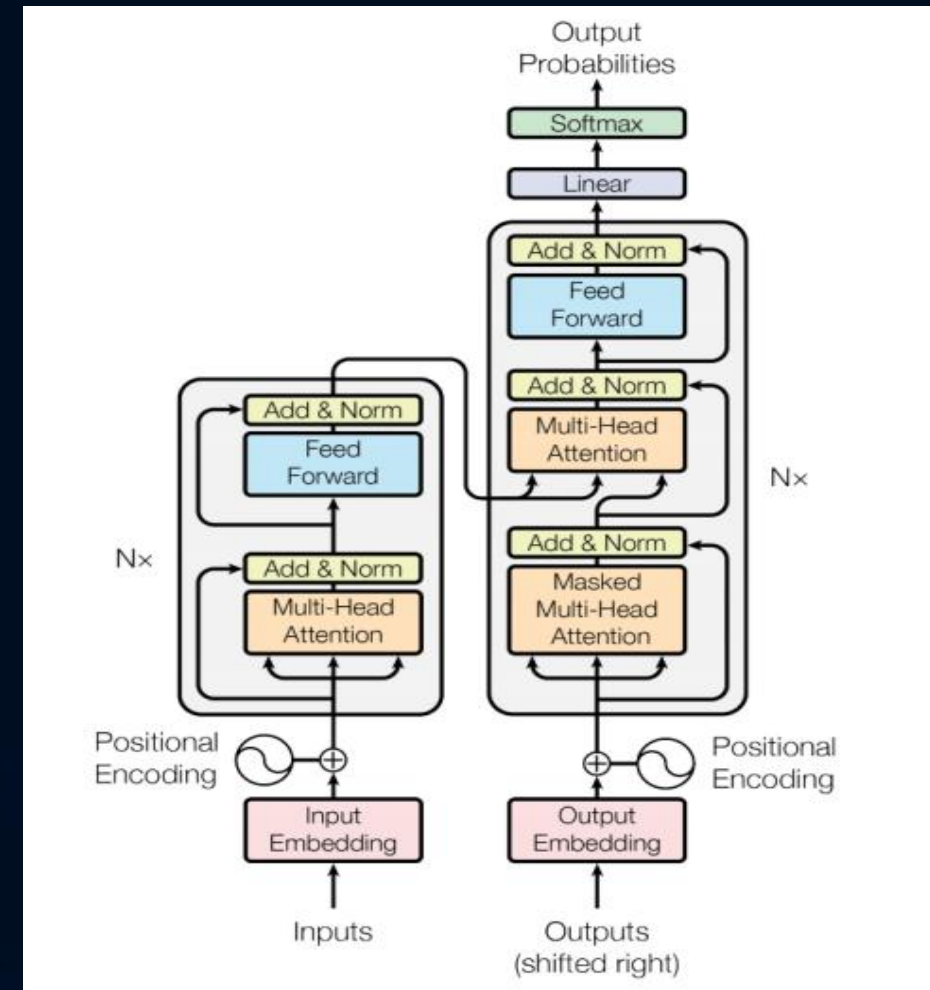 Output
Probabilities
Softmax
Linear
Add & Norm
Feed
Forward
Add & Norm
Multi-Head
Attention
Add & Norm
Masked
Multi-Head
Attention
Nx
Add & Norm
Feed
Forward
Add & Norm
Multi-Head
Attention
Nx
Positional
Encoding
Positional
Encoding
Input
Embedding
Output
Embedding
Inputs
Outputs
(shifted right)